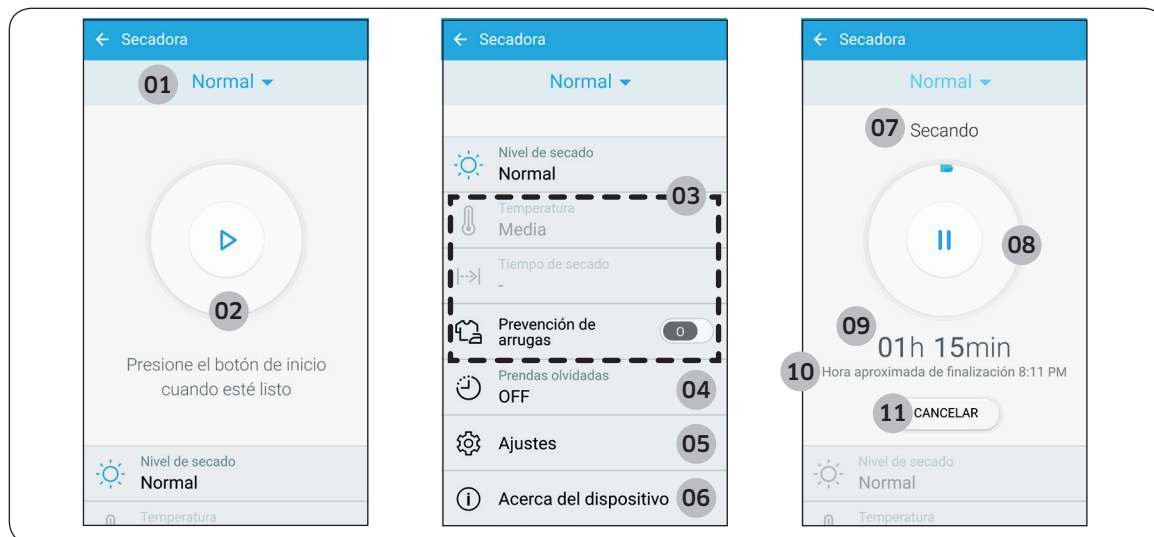 ← Secadora
01 Normal
02
Presione el botón de inicio
cuando esté listo
Nivel de secado
Normal
Temperatura
← Secadora
Normal
Nivel de secado
Normal
03
Temperatura
Media
Tiempo de secado
-
Prevención de
arrugas
0
Prendas olvidadas
OFF
04
Ajustes
05
Acerca del dispositivo
06
← Secadora
Normal
07 Secando
08
09
01h 15min
10 Hora aproximada de finalización 8:11 PM
11 CANCELAR
Nivel de secado
Normal
Temperatura